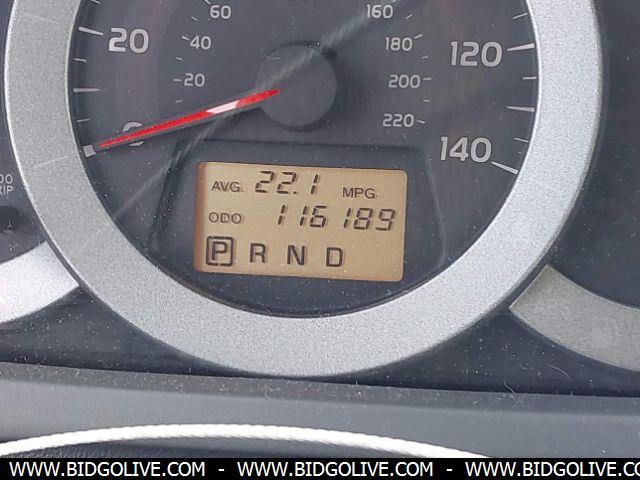 60 160
20 40 180 120
20 200
0 220 140
AVG. 22.1 MPG
ODO 116189
P R N D
WWW.BIDGOLIVE.COM - WWW.BIDGOLIVE.COM - WWW.BIDGOLIVE.COM